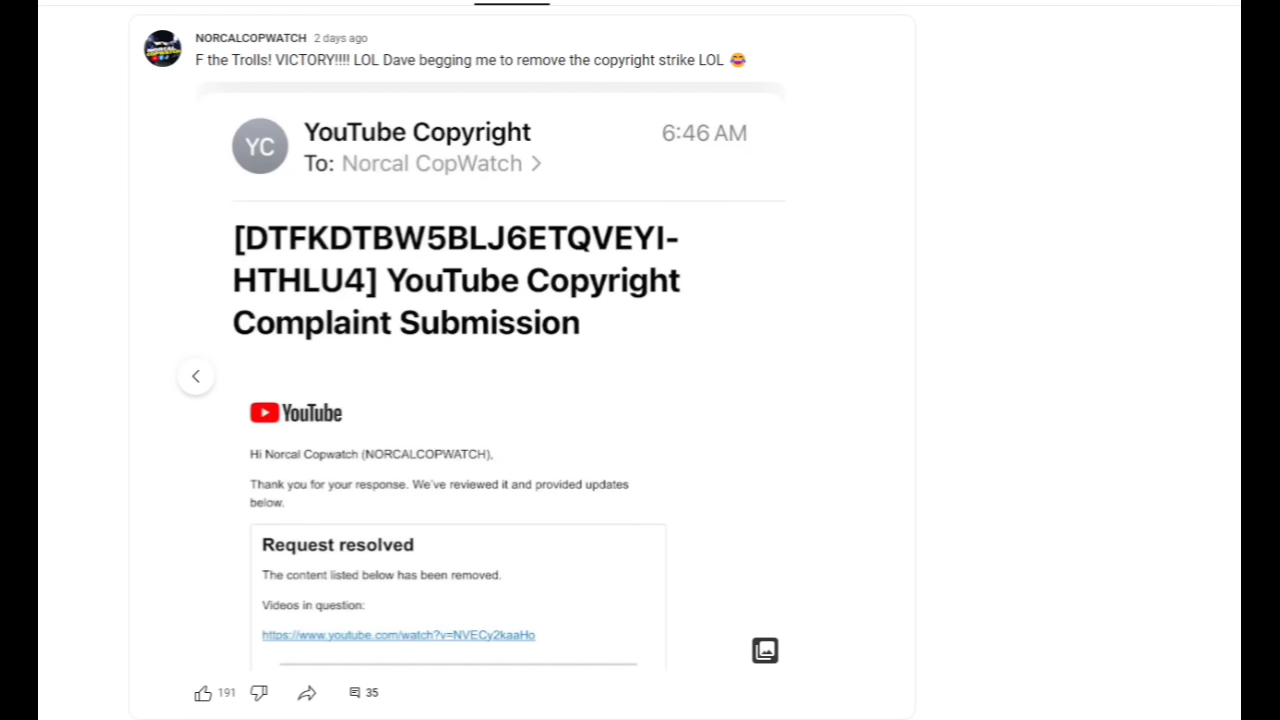 NORCALCOPWATCH 2 days ago
F the Trolls! VICTORY!!!! LOL Dave begging me to remove the copyright strike LOL 😂
YC
YouTube Copyright 6:46 AM
To: Norcal CopWatch >
[DTFKDTBW5BLJ6ETQVEYI-
HTHLU4] YouTube Copyright
Complaint Submission
YouTube
Hi Norcal Copwatch (NORCALCOPWATCH),
Thank you for your response. We've reviewed it and provided updates
below.
Request resolved
The content listed below has been removed.
Videos in question:
https://www.youtube.com/watch?v=NVECy2kaaHo
191 35